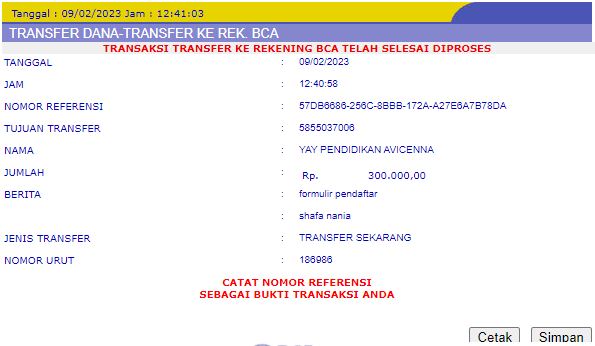 Tanggal : 09/02/2023 Jam : 12:41:03
TRANSFER DANA-TRANSFER KE REK. BCA
TRANSAKSI TRANSFER KE REKENING BCA TELAH SELESAI DIPROSES
TANGGAL : 09/02/2023
JAM : 12:40:58
NOMOR REFERENSI : 57DB6686-256C-8BBB-172A-A27E6A7B78DA
TUJUAN TRANSFER : 5855037006
NAMA : YAY PENDIDIKAN AVICENNA
JUMLAH : Rp. 300.000,00
BERITA : formulir pendaftar
: shafa nania
JENIS TRANSFER : TRANSFER SEKARANG
NOMOR URUT : 186986
CATAT NOMOR REFERENSI
SEBAGAI BUKTI TRANSAKSI ANDA
Cetak Simpan